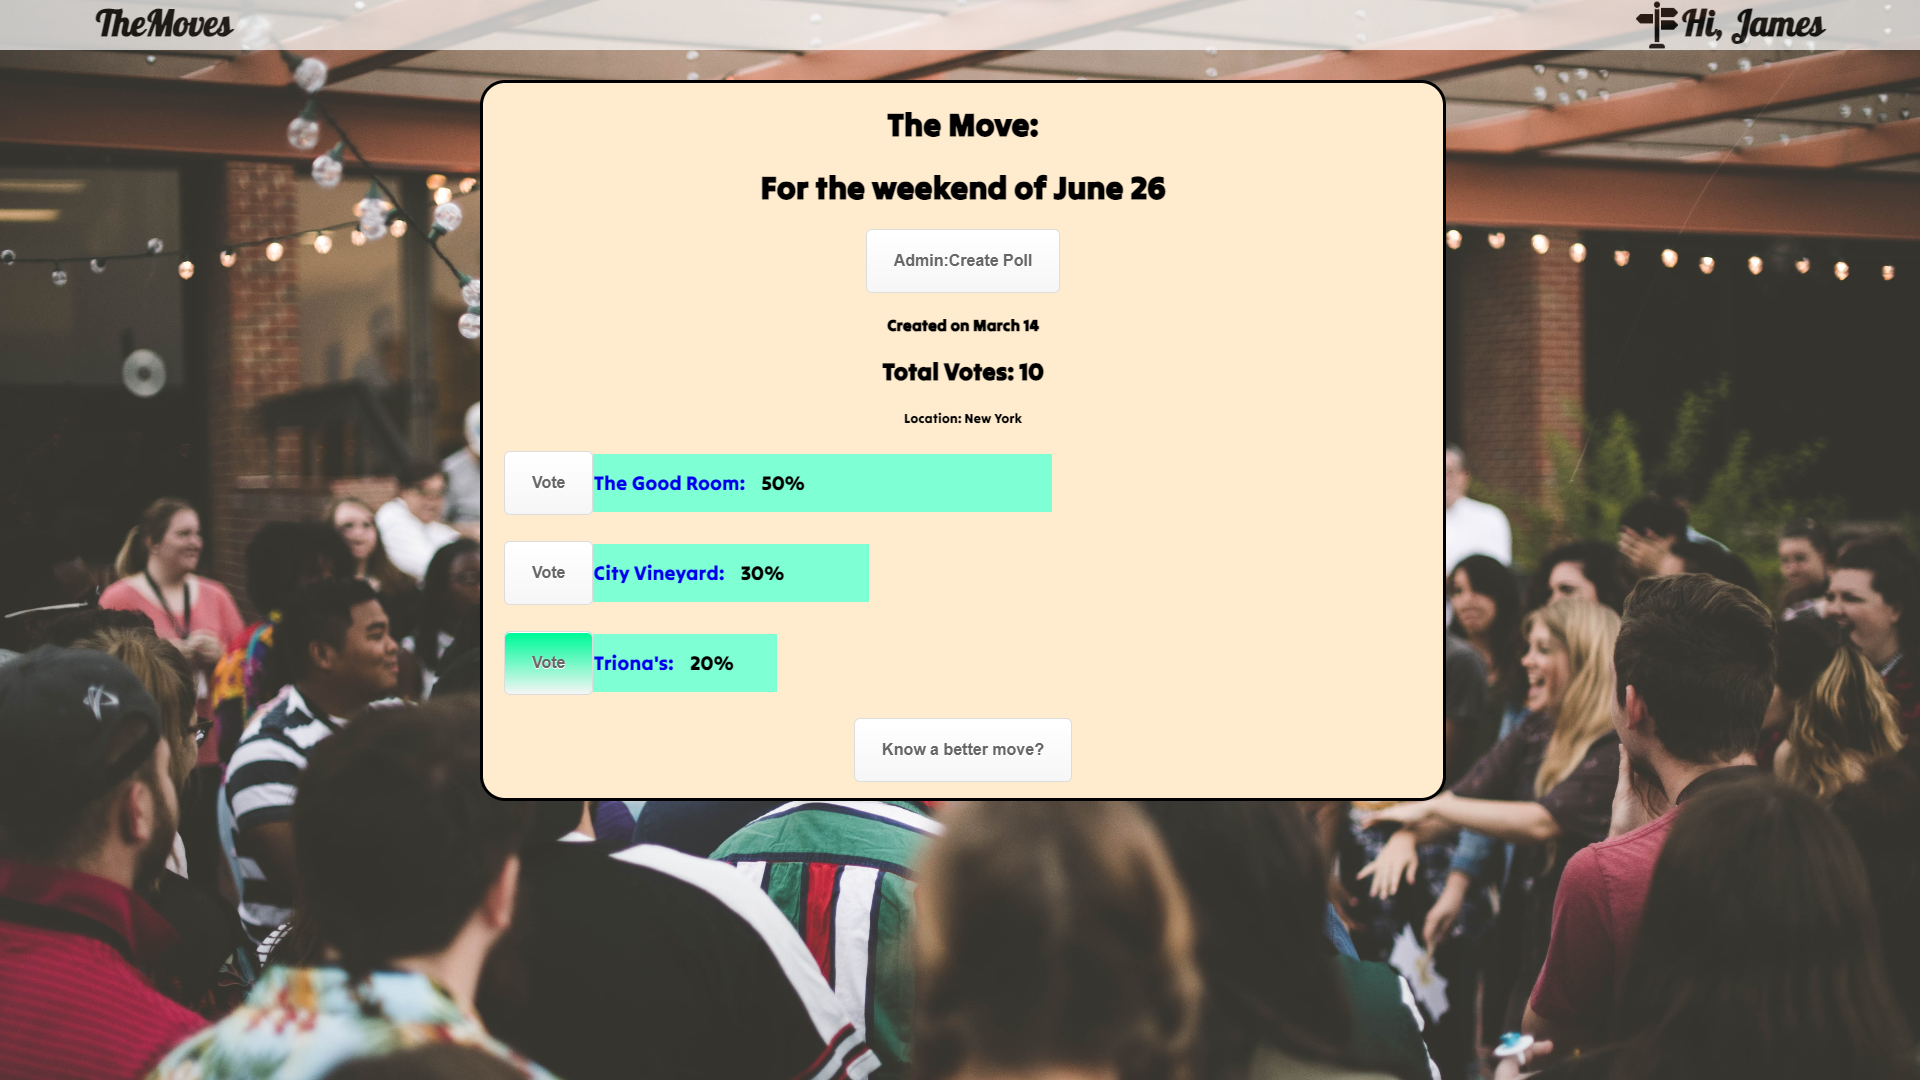 TheMoves
Hi, James
The Move:
For the weekend of June 26
Admin:Create Poll
Created on March 14
Total Votes: 10
Location: New York
Vote The Good Room: 50%
Vote City Vineyard: 30%
Vote Triona's: 20%
Know a better move?